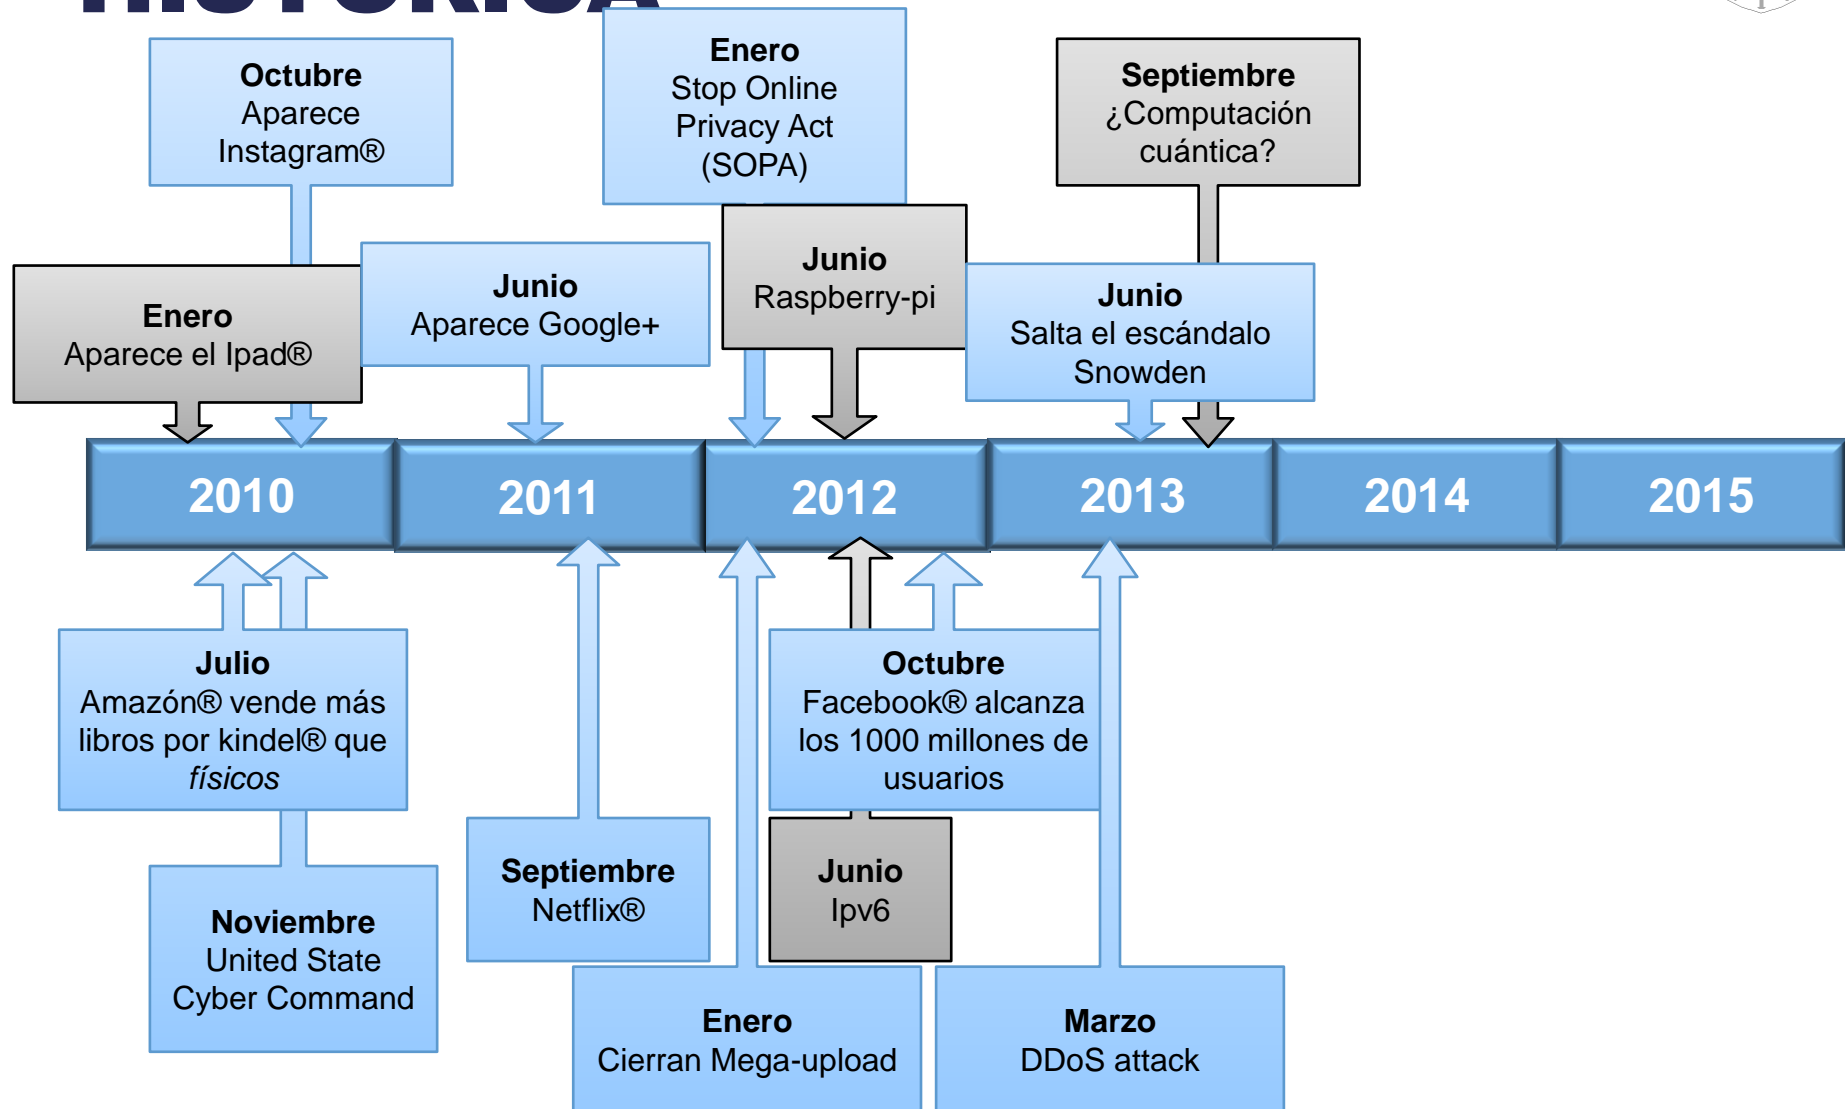 HISTÓRICA
Octubre
Aparece
Instagram®
Enero
Stop Online
Privacy Act
(SOPA)
Septiembre
¿Computación
cuántica?
Enero
Aparece el Ipad®
Junio
Aparece Google+
Junio
Raspberry-pi
Junio
Salta el escándalo
Snowden
2010
2011
2012
2013
2014
2015
Julio
Amazón® vende más
libros por kindel® que
físicos
Noviembre
United State
Cyber Command
Septiembre
Netflix®
Enero
Cierran Mega-upload
Octubre
Facebook® alcanza
los 1000 millones de
usuarios
Junio
Ipv6
Marzo
DDoS attack